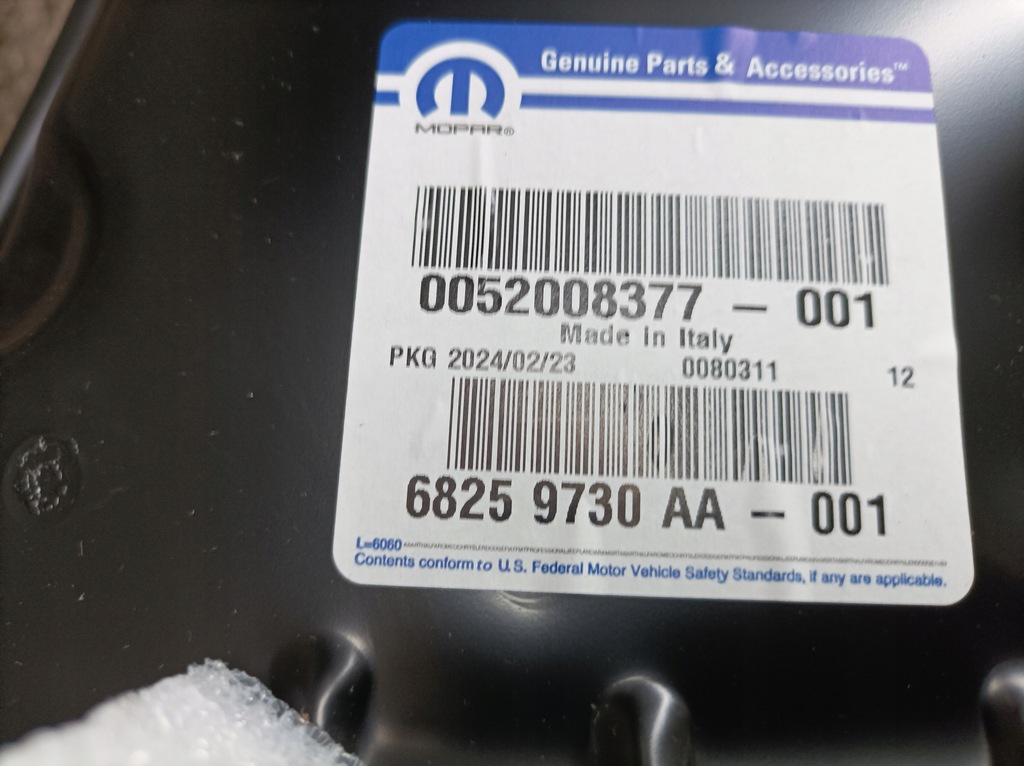 Genuine Parts & Accessories™
MOPAR®
0052008377 – 001
Made in Italy
PKG 2024/02/23 0080311 12
6825 9730 AA – 001
L=6060
Contents conform to U.S. Federal Motor Vehicle Safety Standards, if any are applicable.